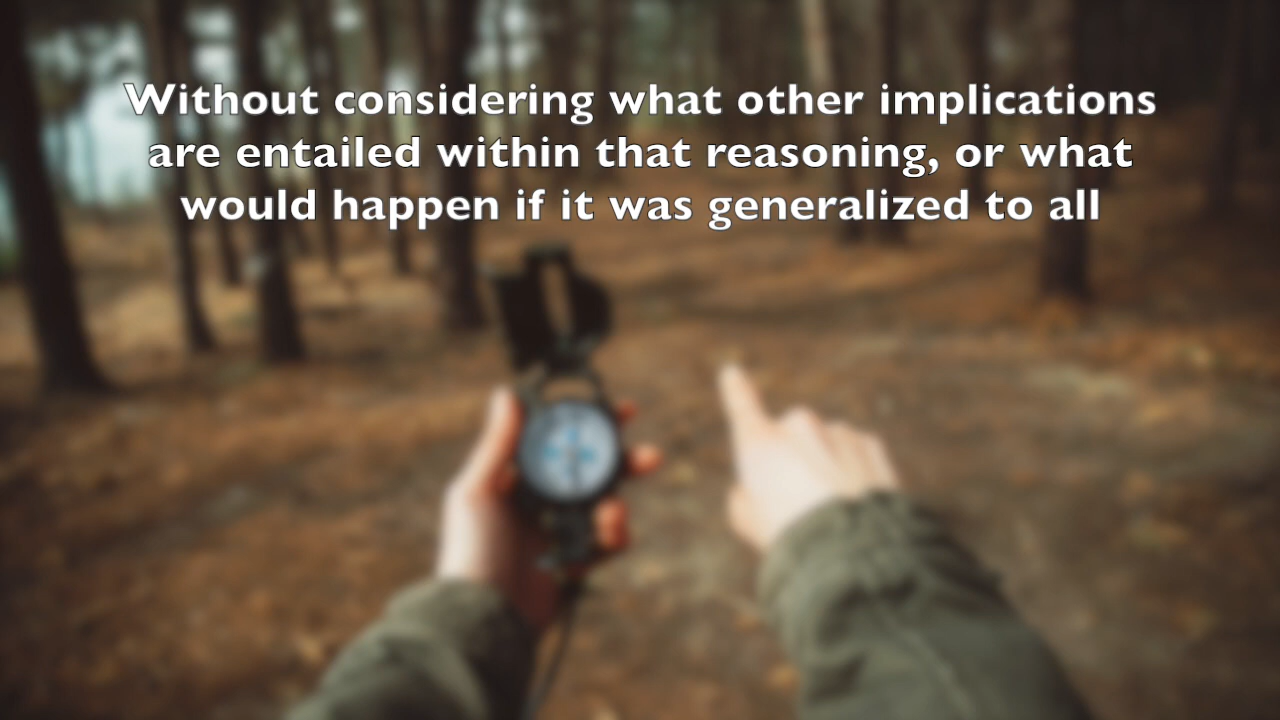 Without considering what other implications
are entailed within that reasoning, or what
would happen if it was generalized to all